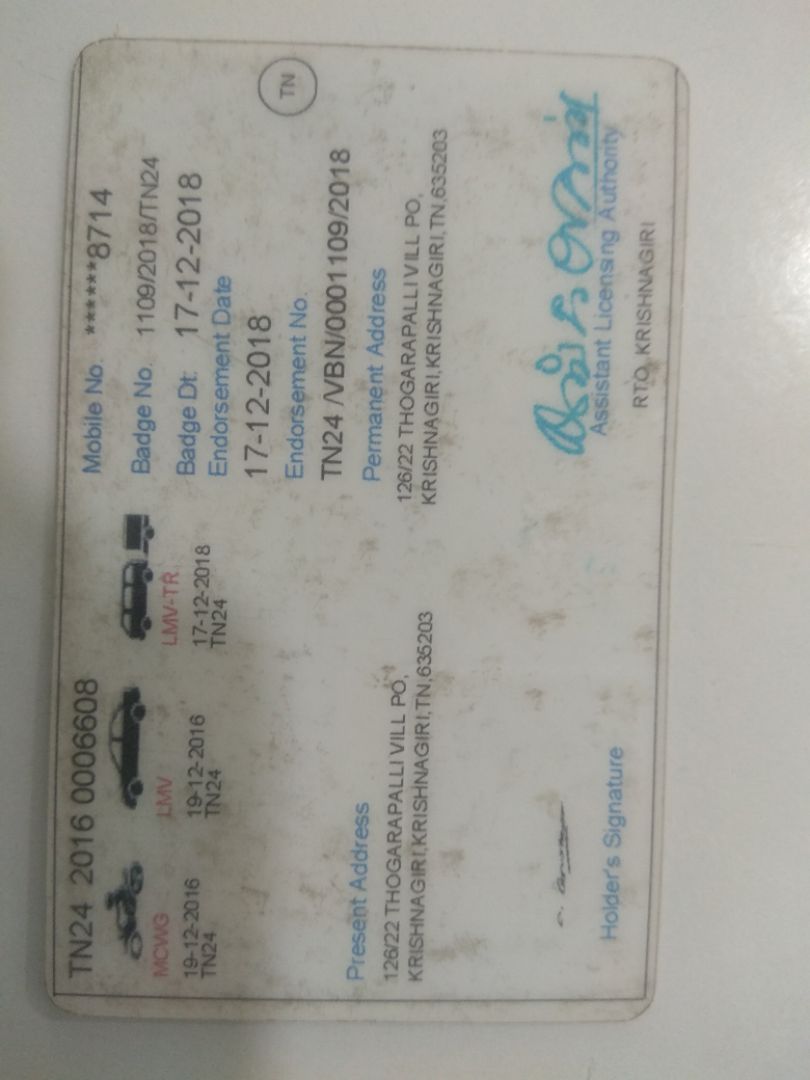 TN24 2016 0006608
MCWG
19-12-2016
TN24
LMV
19-12-2016
TN24
LMV-TR
17-12-2018
TN24
Mobile No. ******8714
Badge No. 1109/2018/TN24
Badge Dt. 17-12-2018
Endorsement Date
17-12-2018
Endorsement No.
TN24 /VBN/0001109/2018
TN
Present Address
126/22 THOGARAPALLI VILL PO,
KRISHNAGIRI,KRISHNAGIRI,TN,635203
Permanent Address
126/22 THOGARAPALLI VILL PO,
KRISHNAGIRI,KRISHNAGIRI,TN,635203
Holder's Signature
Assistant Licensing Authority
RTO, KRISHNAGIRI